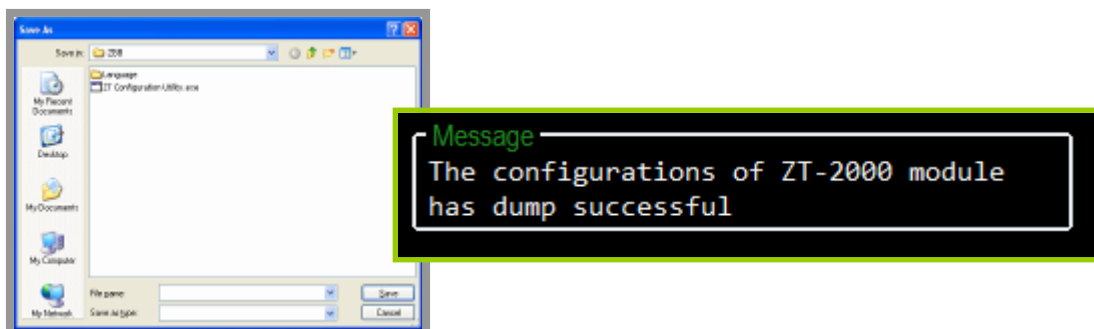 Save As
Save in:
My Recent
Documents
Desktop
My Documents
My Computer
My Network
Language
ZT Configuration Utility.exe
File name:
Save
Save as type:
Cancel
Message
The configurations of ZT-2000 module
has dump successful